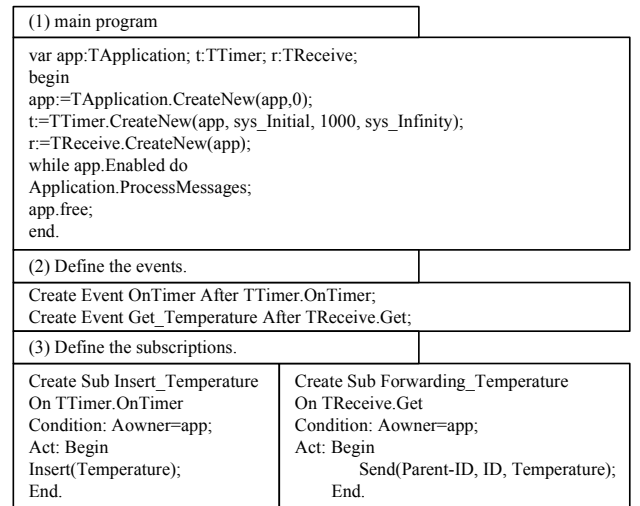 (1) main program
var app:TApplication; t:TTimer; r:TReceive;
begin
app:=TApplication.CreateNew(app,0);
t:=TTimer.CreateNew(app, sys_Initial, 1000, sys_Infinity);
r:=TReceive.CreateNew(app);
while app.Enabled do
Application.ProcessMessages;
app.free;
end.
(2) Define the events.
Create Event OnTimer After TTimer.OnTimer;
Create Event Get_Temperature After TReceive.Get;
(3) Define the subscriptions.
Create Sub Insert_Temperature
On TTimer.OnTimer
Condition: Aowner=app;
Act: Begin
Insert(Temperature);
End.
Create Sub Forwarding_Temperature
On TReceive.Get
Condition: Aowner=app;
Act: Begin
Send(Parent-ID, ID, Temperature);
End.